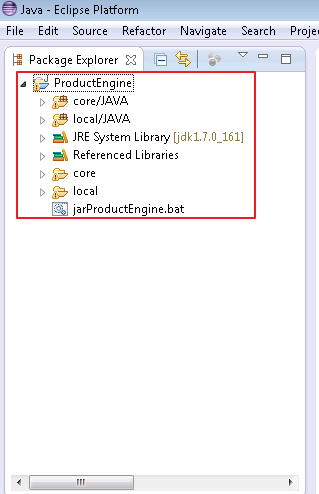 Java - Eclipse Platform
File Edit Source Refactor Navigate Search Projec
Package Explorer
ProductEngine
core/JAVA
local/JAVA
JRE System Library [jdk1.7.0_161]
Referenced Libraries
core
local
jarProductEngine.bat